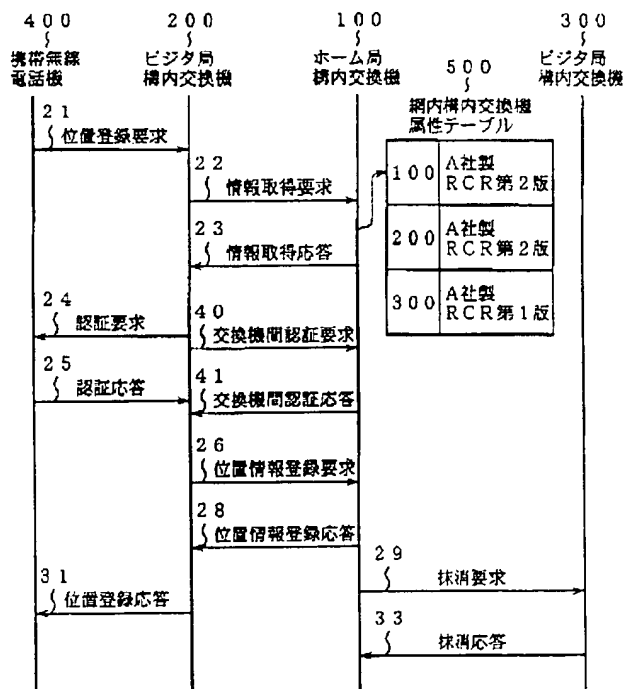 400
200
100
300
携帯無線
電話機
ビジタ局
構内交換機
ホーム局
構内交換機
ビジタ局
構内交換機
500
網内構内交換機
属性テーブル
100
A社製
RCR第2版
200
A社製
RCR第2版
300
A社製
RCR第1版
21
位置登録要求
22
情報取得要求
23
情報取得応答
24
認証要求
40
交換機間認証要求
25
認証応答
41
交換機間認証応答
26
位置情報登録要求
28
位置情報登録応答
29
抹消要求
31
位置登録応答
33
抹消応答